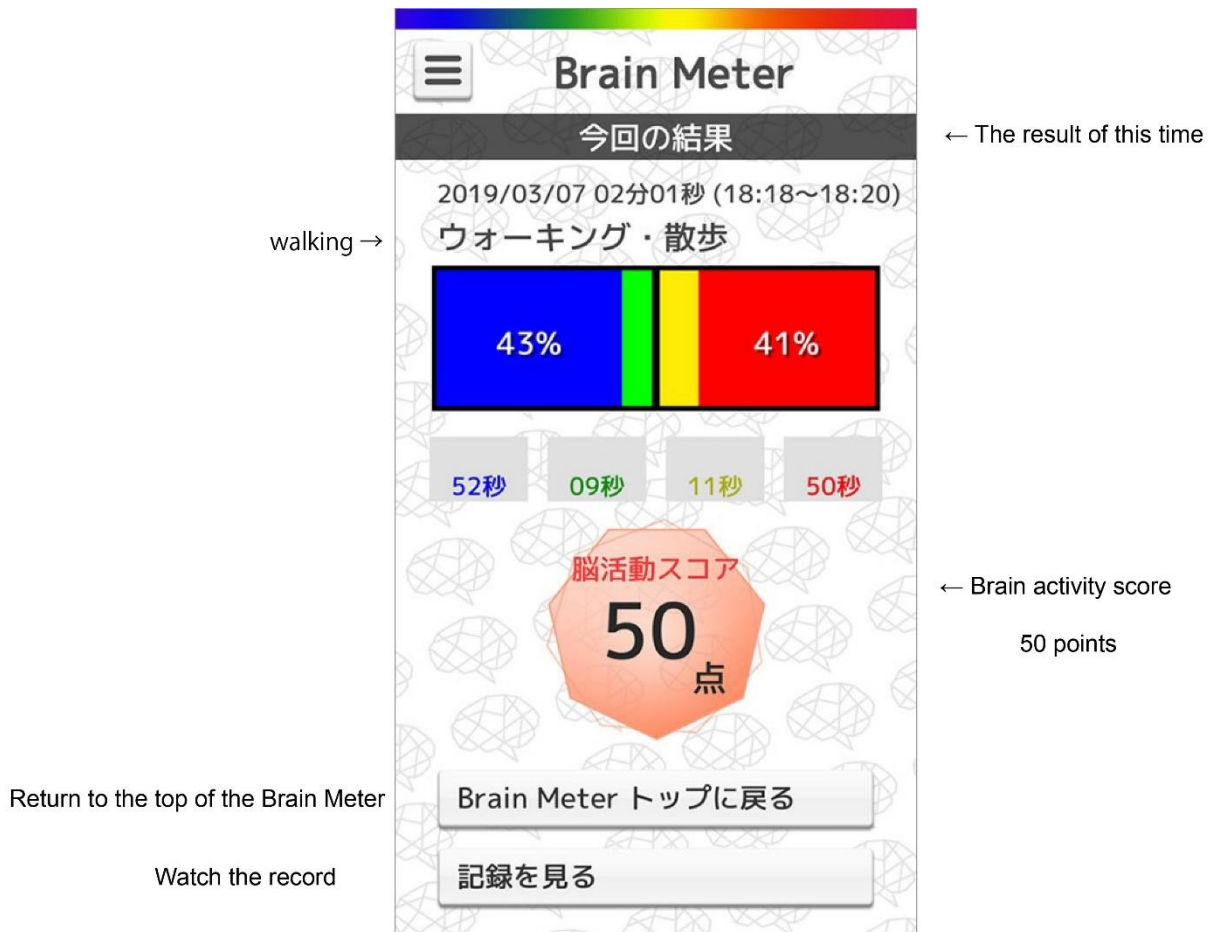 Brain Meter
今回の結果
← The result of this time
2019/03/07 02分01秒 (18:18～18:20)
walking →
ウォーキング・散歩
43%
41%
52秒
09秒
11秒
50秒
脳活動スコア
← Brain activity score
50点
50 points
Return to the top of the Brain Meter
Brain Meter トップに戻る
Watch the record
記録を見る